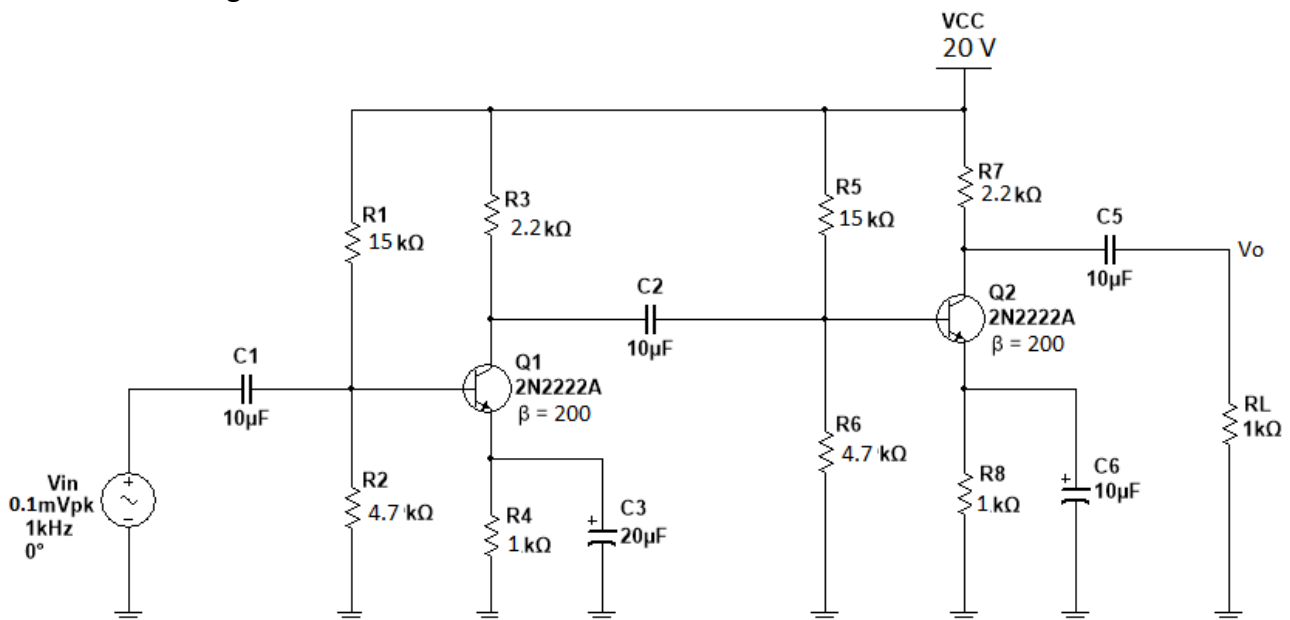 VCC
20 V
R1
15 kΩ
R3
2.2 kΩ
R5
15 kΩ
R7
2.2 kΩ
C5
10µF
Vo
C2
10µF
Q2
2N2222A
β = 200
C1
10µF
Q1
2N2222A
β = 200
Vin
0.1mVpk
1kHz
0°
R2
4.7 kΩ
R4
1 kΩ
C3
20µF
+
R6
4.7 kΩ
R8
1 kΩ
C6
10µF
+
RL
1kΩ